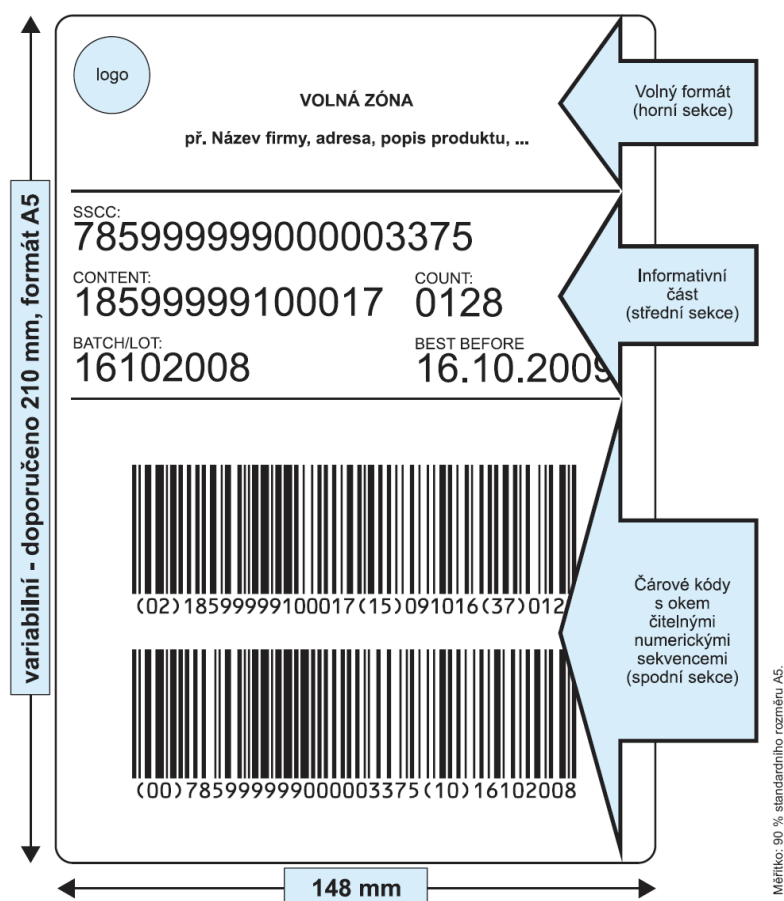 logo
VOLNÁ ZÓNA
př. Název firmy, adresa, popis produktu, ...
Volný formát
(horní sekce)
SSCC:
785999999000003375
CONTENT: COUNT:
18599999100017 0128
BATCH/LOT: BEST BEFORE
16102008 16.10.2009
Informativní
část
(střední sekce)
(02)18599999100017(15)091016(37)012
(00)785999999000003375(10)16102008
Čárové kódy
s okem
čitelnými
numerickými
sekvencemi
(spodní sekce)
variabilní - doporučeno 210 mm, formát A5
148 mm
Měřítko: 90 % standardního rozměru A5.